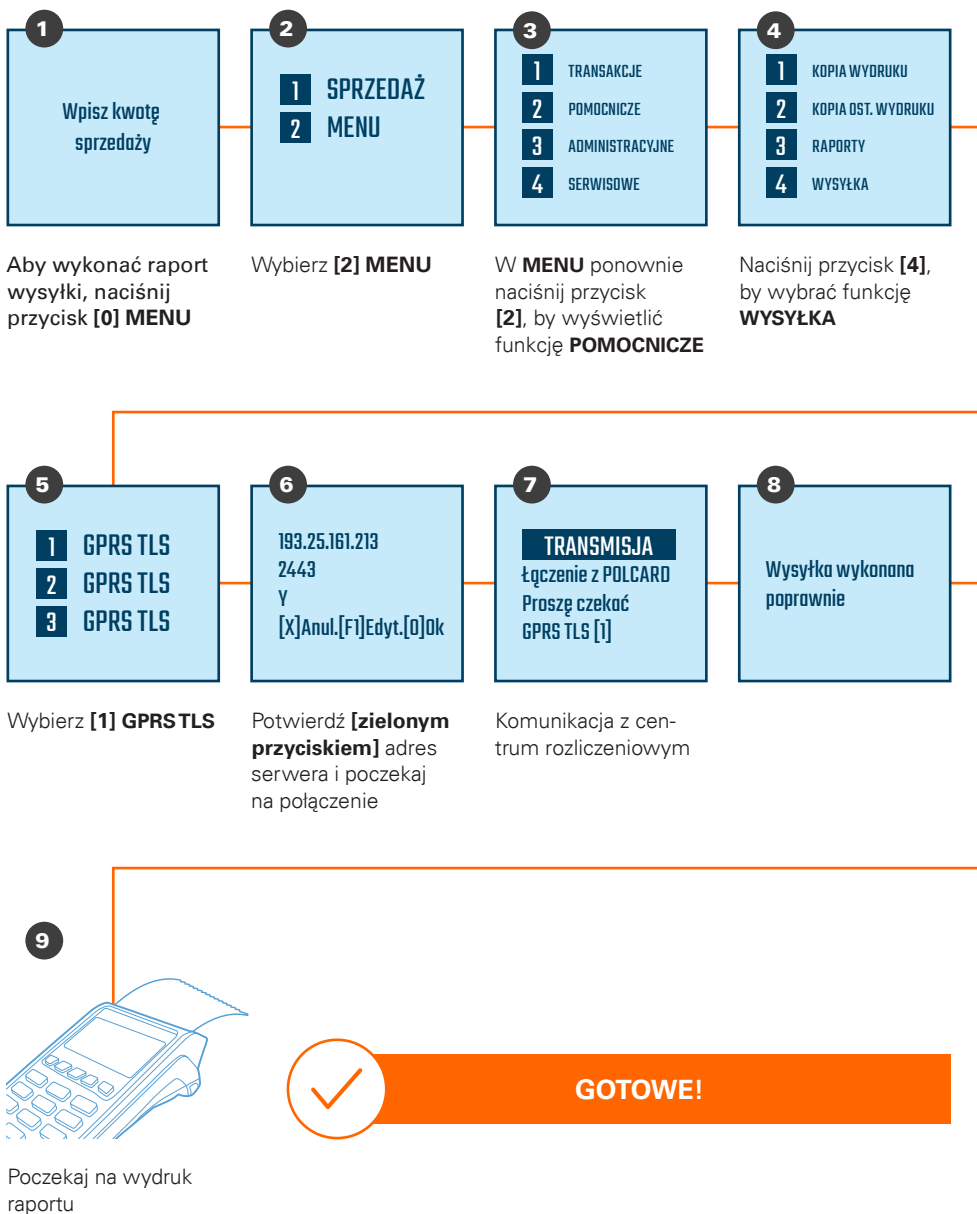 1
Wpisz kwotę
sprzedaży
Aby wykonać raport
wysyłki, naciśnij
przycisk [0] MENU
2
1 SPRZEDAŻ
2 MENU
Wybierz [2] MENU
3
1 TRANSAKCJE
2 POMOCNICZE
3 ADMINISTRACYJNE
4 SERWISOWE
W MENU ponownie
naciśnij przycisk
[2], by wyświetlić
funkcję POMOCNICZE
4
1 KOPIA WYDRUKU
2 KOPIA OST. WYDRUKU
3 RAPORTY
4 WYSYŁKA
Naciśnij przycisk [4],
by wybrać funkcję
WYSYŁKA
5
1 GPRS TLS
2 GPRS TLS
3 GPRS TLS
Wybierz [1] GPRS TLS
6
193.25.161.213
2443
Y
[X]Anul.[F1]Edyt.[0]Ok
Potwierdź [zielonym
przyciskiem] adres
serwera i poczekaj
na połączenie
7
TRANSMISJA
Łączenie z POLCARD
Proszę czekać
GPRS TLS [1]
Komunikacja z cen-
trum rozliczeniowym
8
Wysyłka wykonana
poprawnie
9
Poczekaj na wydruk
raportu
GOTOWE!